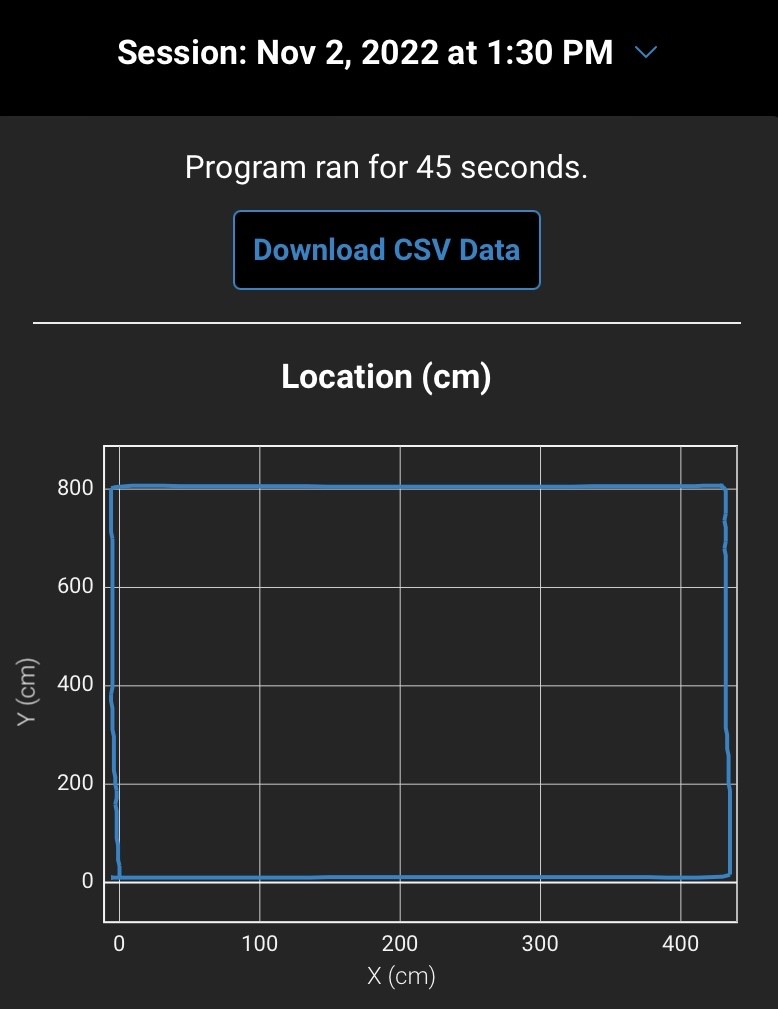 Session: Nov 2, 2022 at 1:30 PM
Program ran for 45 seconds.
Download CSV Data
Location (cm)
800
600
400
200
0
Y (cm)
0 100 200 300 400
X (cm)